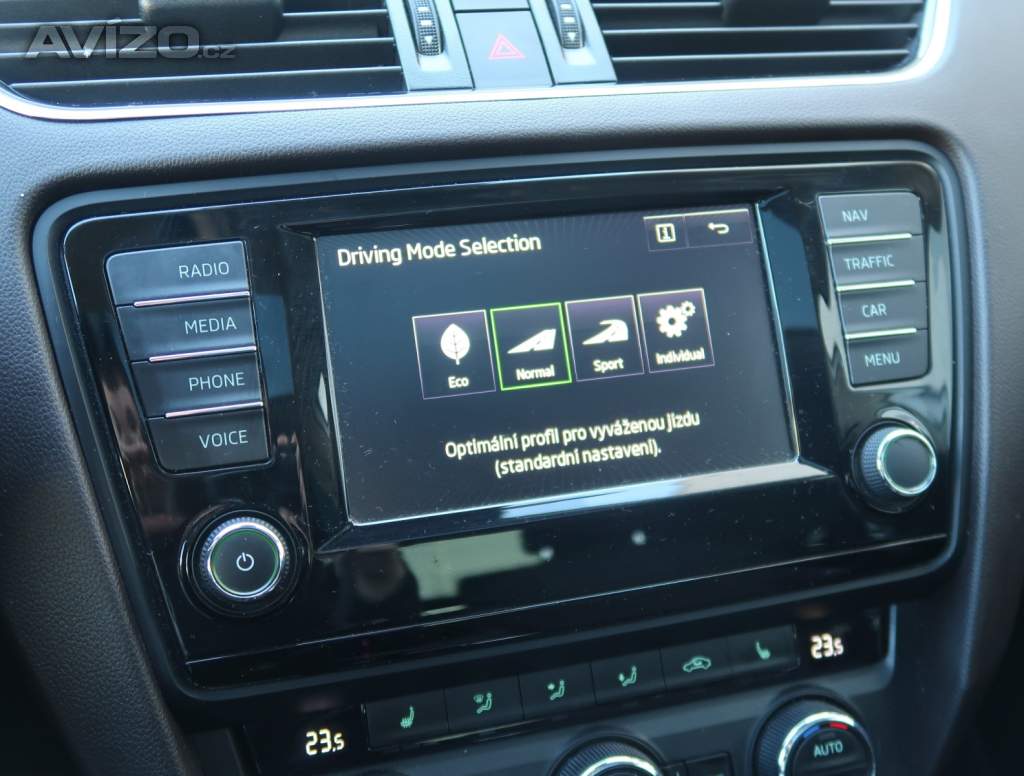 AVÍZO.cz
Driving Mode Selection
RADIO
MEDIA
PHONE
VOICE
NAV
TRAFFIC
CAR
MENU
Eco
Normal
Sport
Individual
Optimální profil pro vyváženou jízdu
(standardní nastavení).
23.5
23.5
AUTO